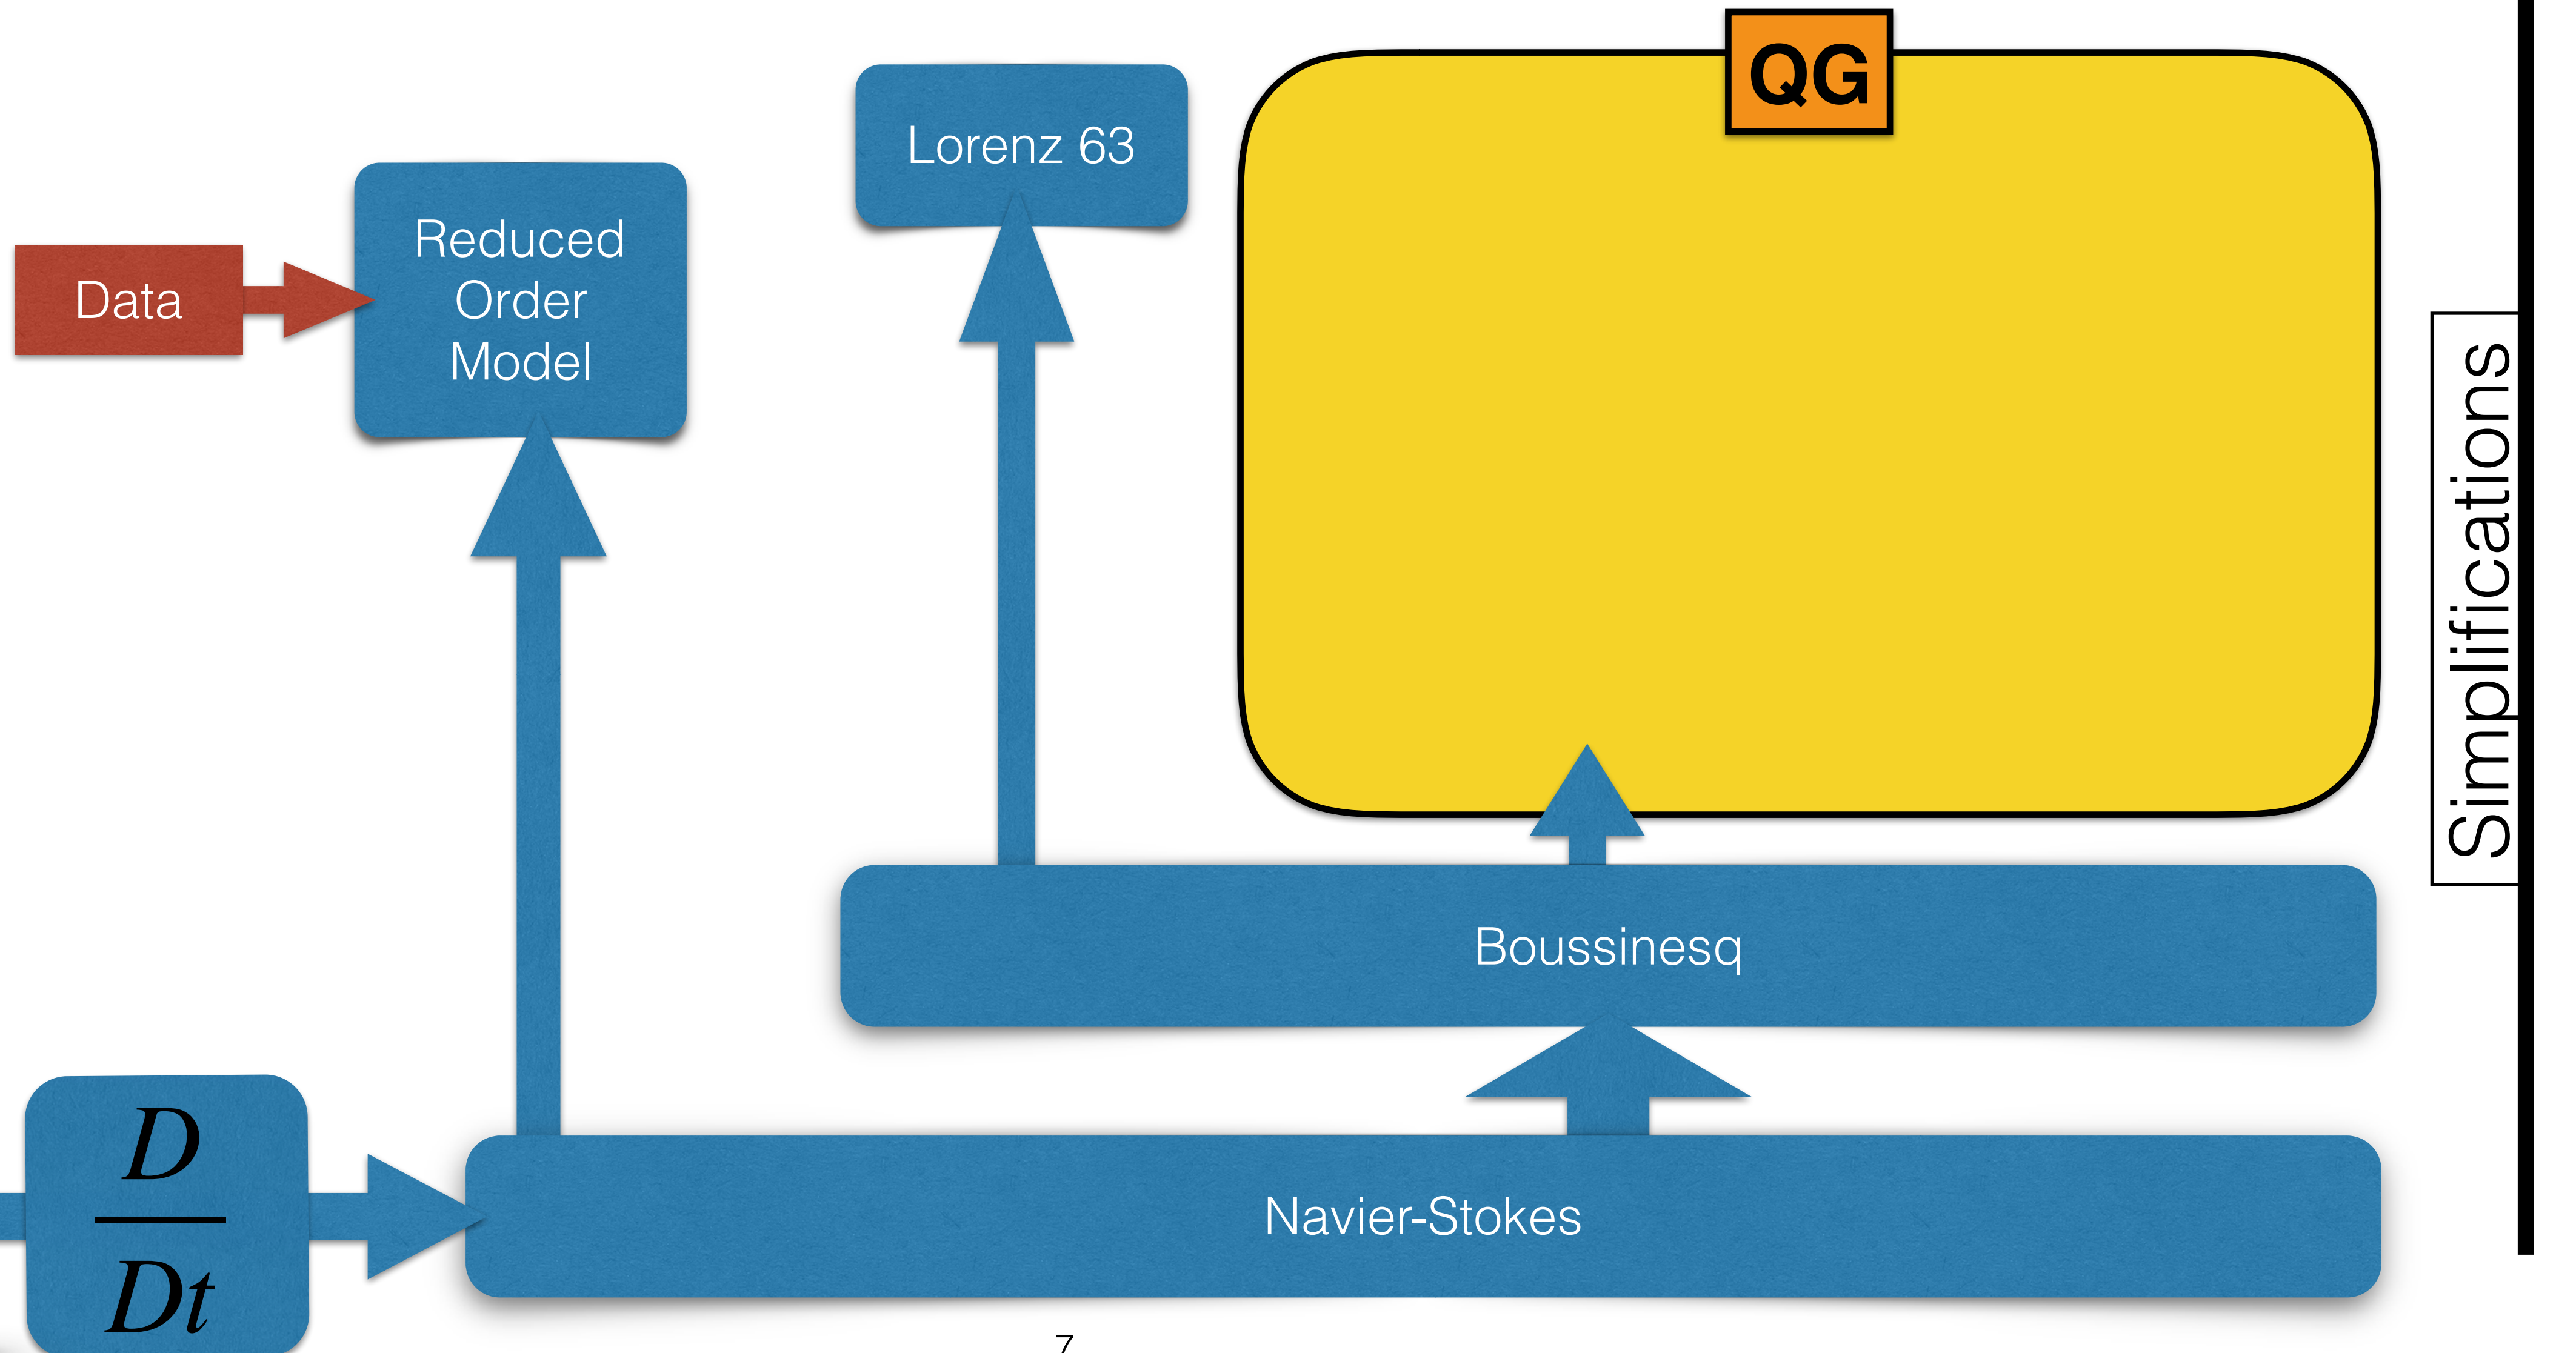 QG
Lorenz 63
Reduced
Order
Model
Data
Simplifications
Boussinesq
D
Dt
Navier-Stokes
7